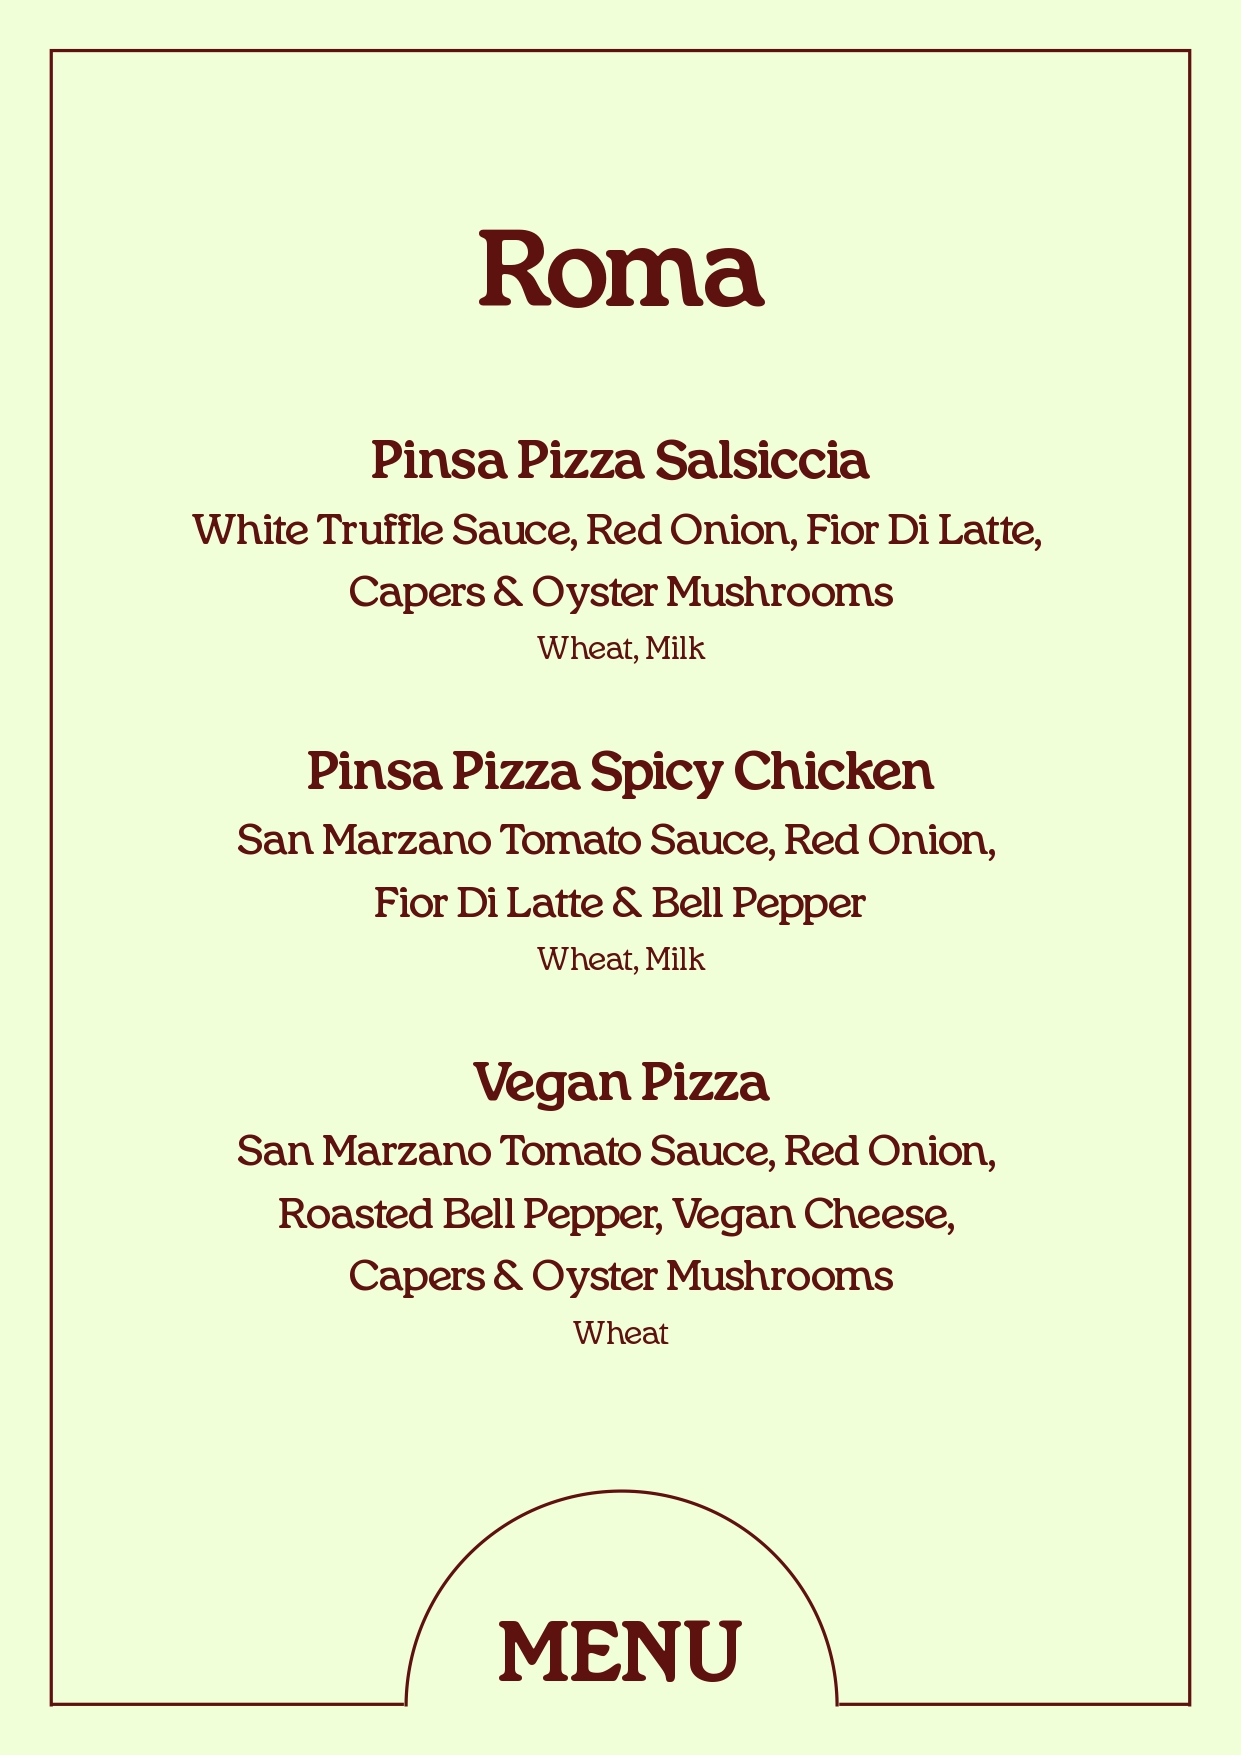 Roma
Pinsa Pizza Salsiccia
White Truffle Sauce, Red Onion, Fior Di Latte,
Capers & Oyster Mushrooms
Wheat, Milk
Pinsa Pizza Spicy Chicken
San Marzano Tomato Sauce, Red Onion,
Fior Di Latte & Bell Pepper
Wheat, Milk
Vegan Pizza
San Marzano Tomato Sauce, Red Onion,
Roasted Bell Pepper, Vegan Cheese,
Capers & Oyster Mushrooms
Wheat
MENU